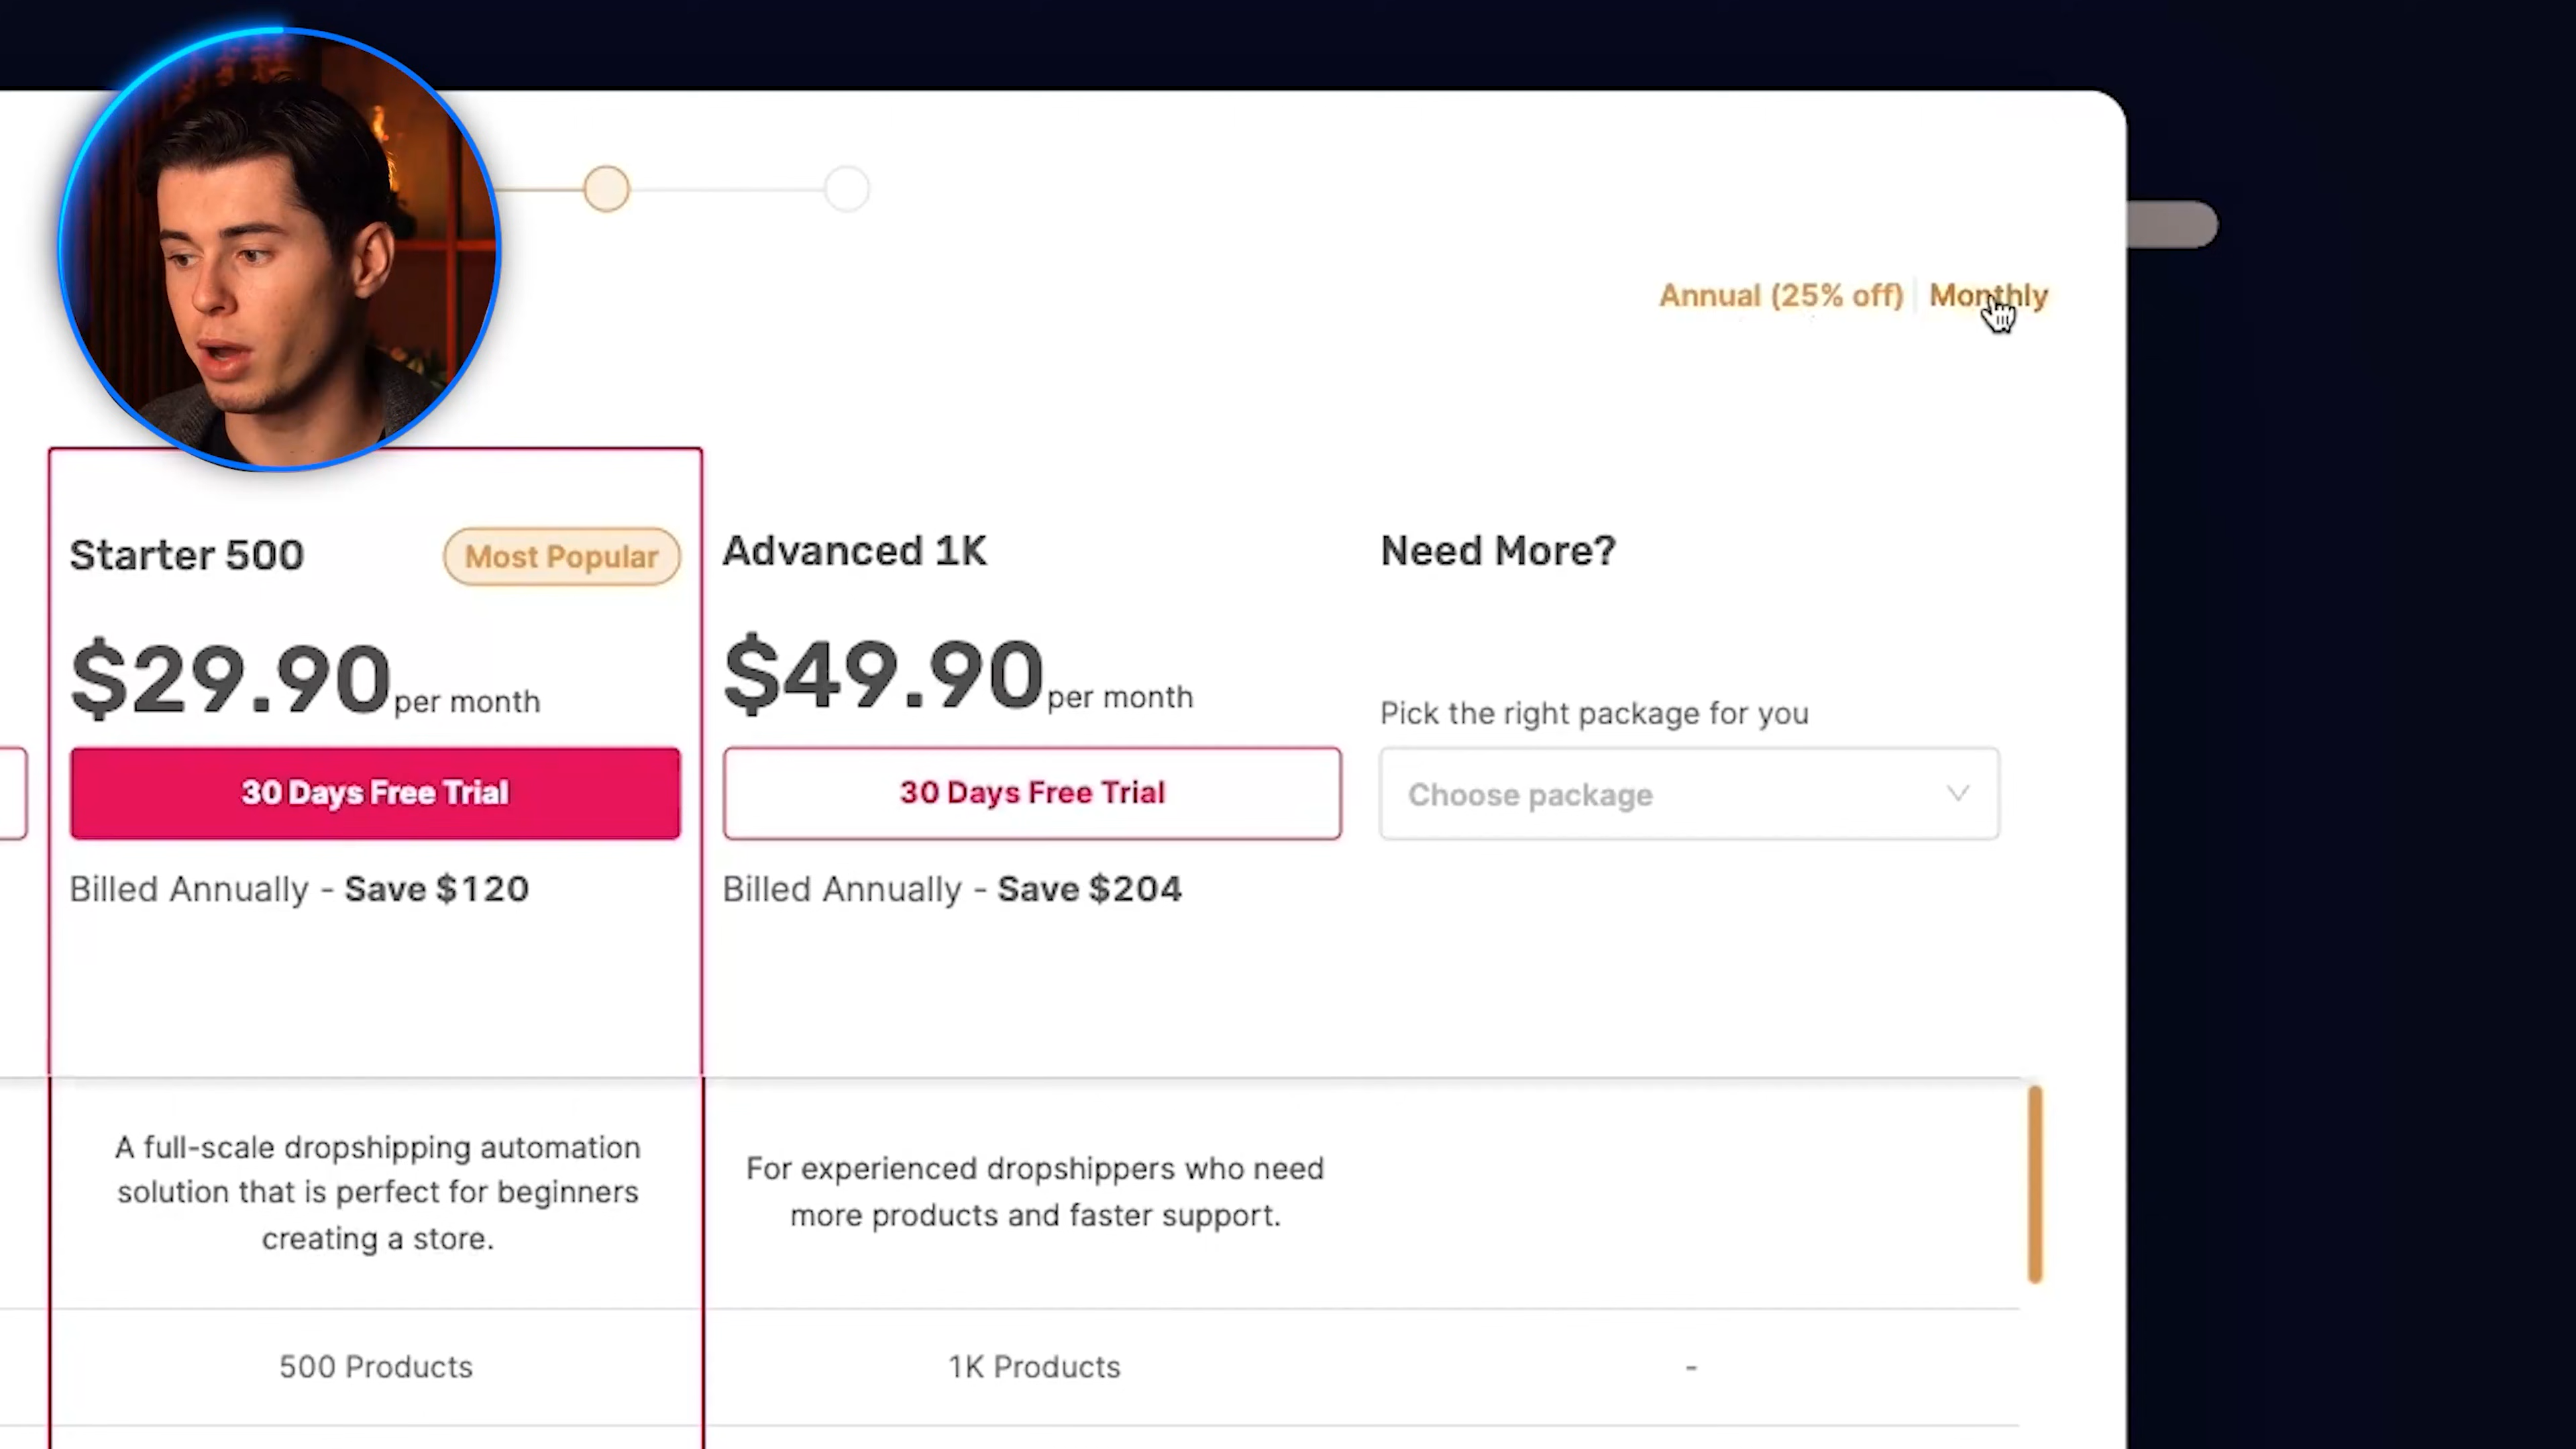 Annual (25% off) Monthly
Starter 500
Most Popular
$29.90 per month
30 Days Free Trial
Billed Annually - Save $120
Advanced 1K
$49.90 per month
30 Days Free Trial
Billed Annually - Save $204
Need More?
Pick the right package for you
Choose package
A full-scale dropshipping automation
solution that is perfect for beginners
creating a store.
For experienced dropshippers who need
more products and faster support.
500 Products
1K Products
-